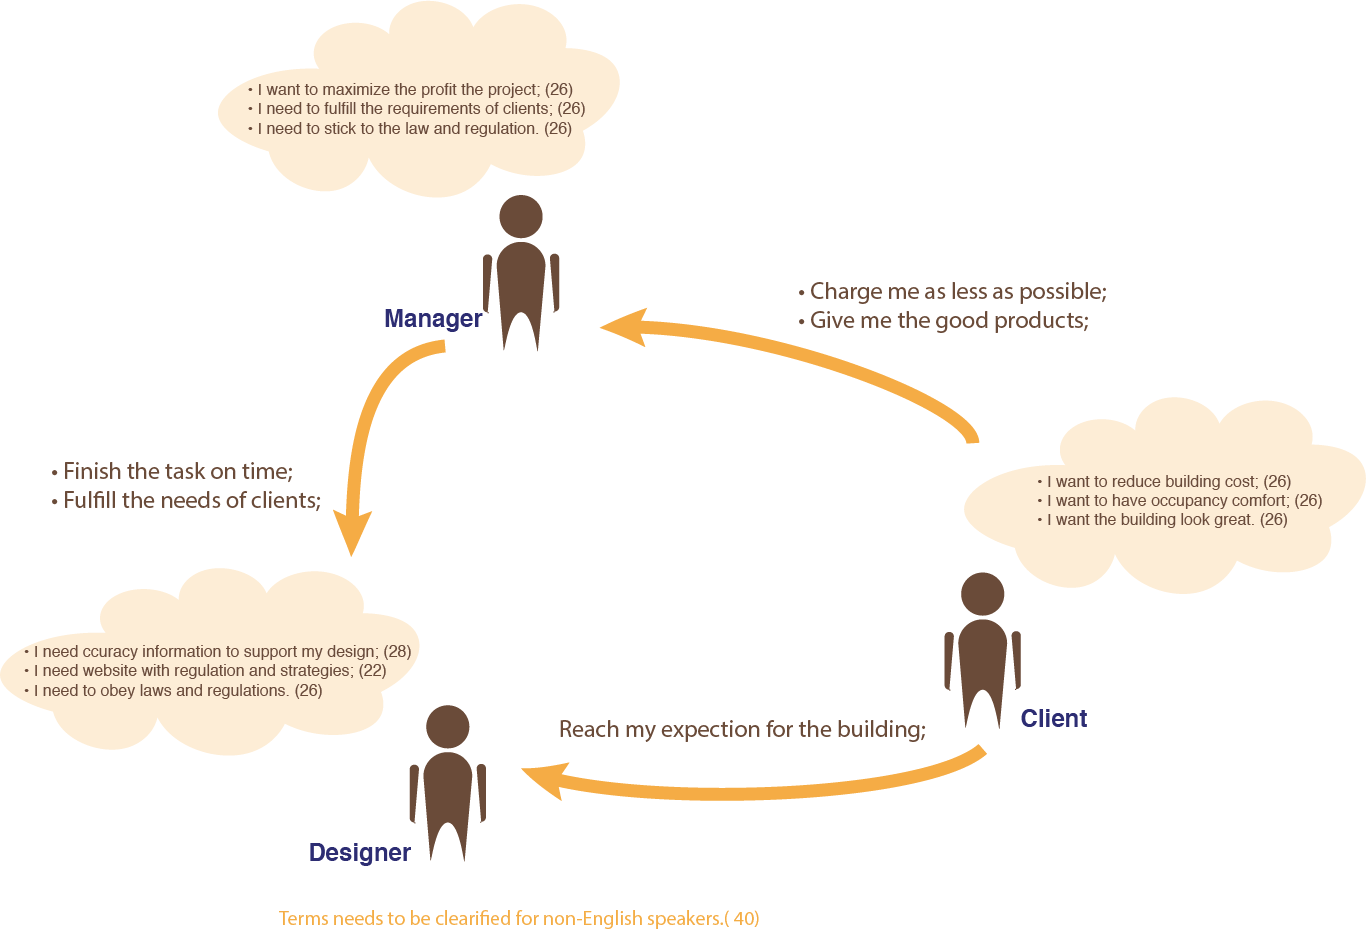 • I want to maximize the profit the project; (26)
• I need to fulfill the requirements of clients; (26)
• I need to stick to the law and regulation. (26)
Manager
• Charge me as less as possible;
• Give me the good products;
• Finish the task on time;
• Fulfill the needs of clients;
• I want to reduce building cost; (26)
• I want to have occupancy comfort; (26)
• I want the building look great. (26)
• I need ccuracy information to support my design; (28)
• I need website with regulation and strategies; (22)
• I need to obey laws and regulations. (26)
Reach my expection for the building;
Client
Designer
Terms needs to be clearified for non-English speakers.( 40)